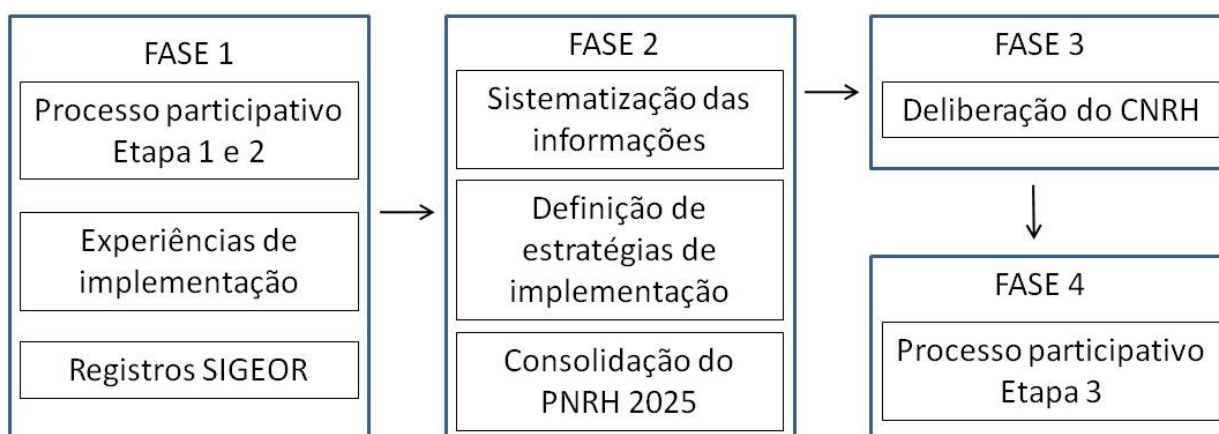 FASE 1
Processo participativo
Etapa 1 e 2
Experiências de
implementação
Registros SIGEOR
FASE 2
Sistematização das
informações
Definição de
estratégias de
implementação
Consolidação do
PNRH 2025
FASE 3
Deliberação do CNRH
FASE 4
Processo participativo
Etapa 3